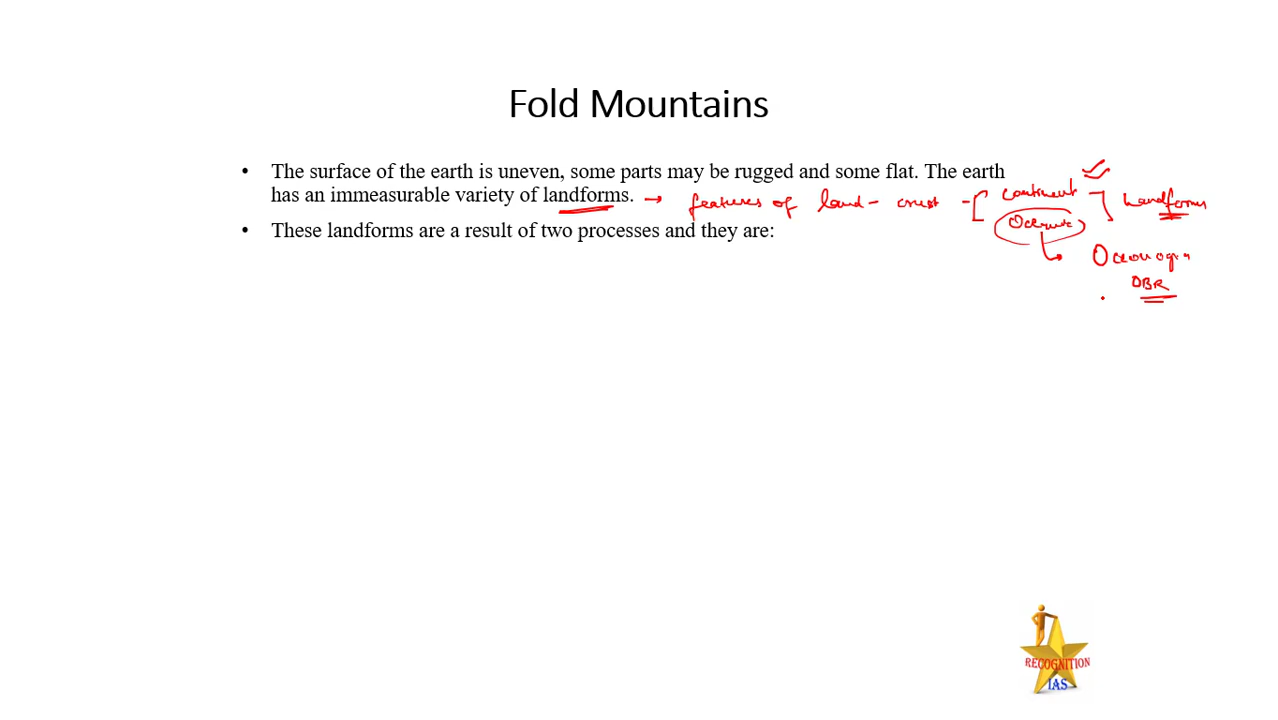 Fold Mountains
• The surface of the earth is uneven, some parts may be rugged and some flat. The earth
has an immeasurable variety of landforms. → features of land - crust - [ continent ] Landforms
• These landforms are a result of two processes and they are:
OBR
RECOGNITION
IAS